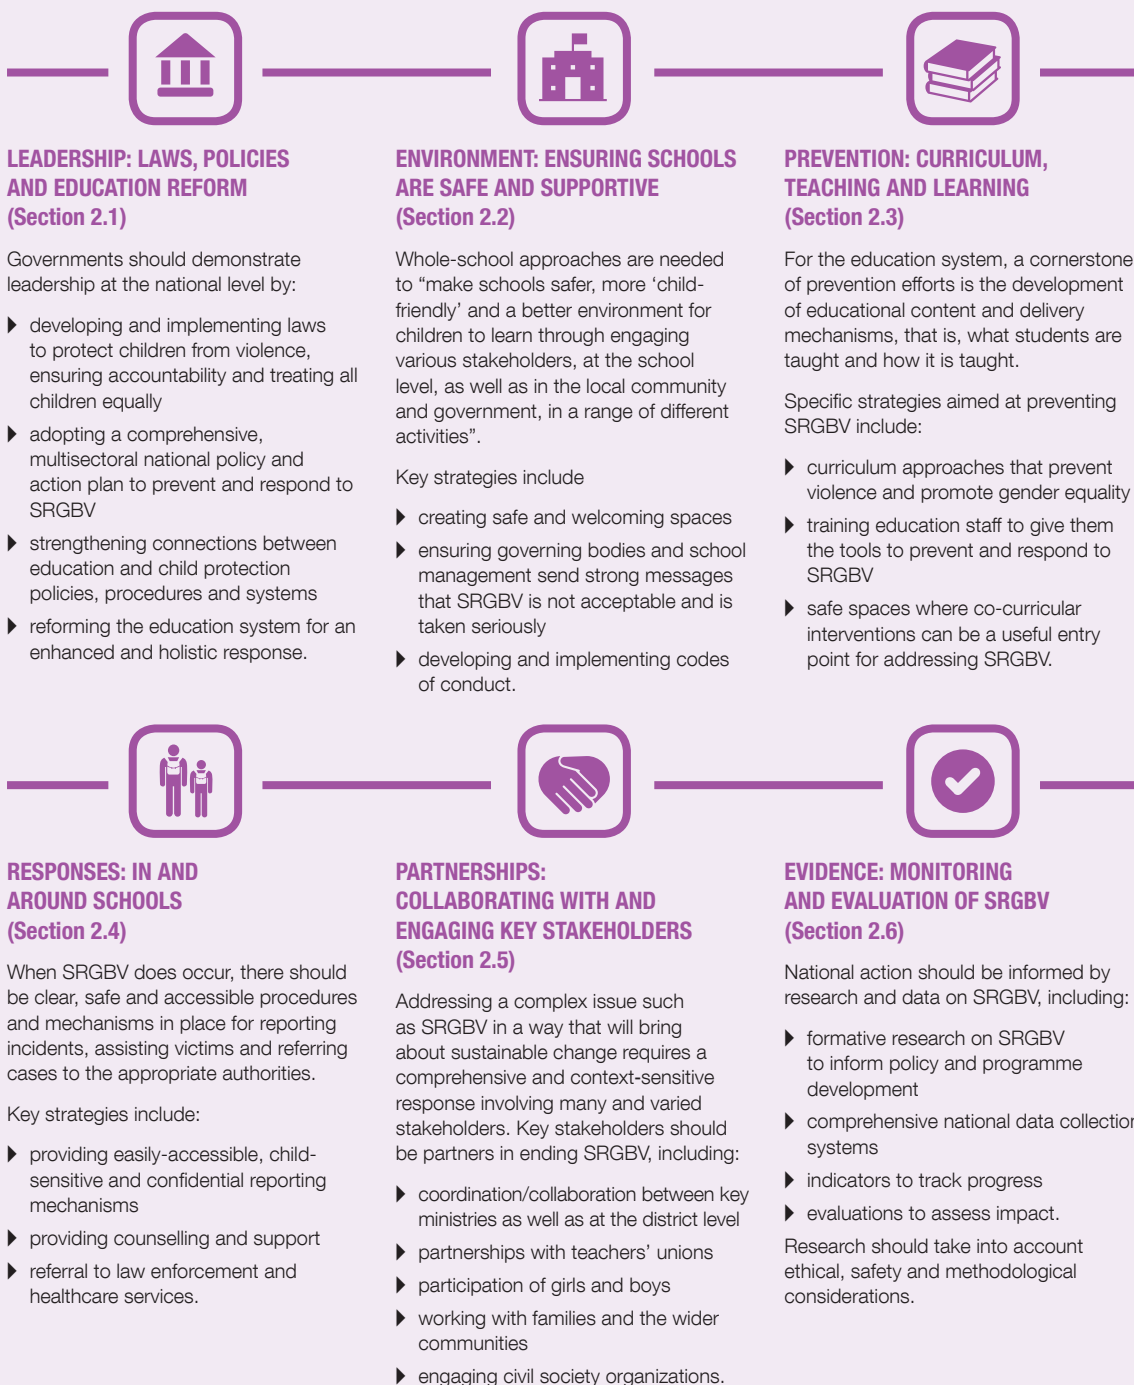 LEADERSHIP: LAWS, POLICIES
AND EDUCATION REFORM
(Section 2.1)
Governments should demonstrate
leadership at the national level by:
developing and implementing laws
to protect children from violence,
ensuring accountability and treating all
children equally
adopting a comprehensive,
multisectoral national policy and
action plan to prevent and respond to
SRGBV
strengthening connections between
education and child protection
policies, procedures and systems
reforming the education system for an
enhanced and holistic response.
ENVIRONMENT: ENSURING SCHOOLS
ARE SAFE AND SUPPORTIVE
(Section 2.2)
Whole-school approaches are needed
to “make schools safer, more ‘child-
friendly’ and a better environment for
children to learn through engaging
various stakeholders, at the school
level, as well as in the local community
and government, in a range of different
activities”.
Key strategies include
creating safe and welcoming spaces
ensuring governing bodies and school
management send strong messages
that SRGBV is not acceptable and is
taken seriously
developing and implementing codes
of conduct.
PREVENTION: CURRICULUM,
TEACHING AND LEARNING
(Section 2.3)
For the education system, a cornerstone
of prevention efforts is the development
of educational content and delivery
mechanisms, that is, what students are
taught and how it is taught.
Specific strategies aimed at preventing
SRGBV include:
curriculum approaches that prevent
violence and promote gender equality
training education staff to give them
the tools to prevent and respond to
SRGBV
safe spaces where co-curricular
interventions can be a useful entry
point for addressing SRGBV.
RESPONSES: IN AND
AROUND SCHOOLS
(Section 2.4)
When SRGBV does occur, there should
be clear, safe and accessible procedures
and mechanisms in place for reporting
incidents, assisting victims and referring
cases to the appropriate authorities.
Key strategies include:
providing easily-accessible, child-
sensitive and confidential reporting
mechanisms
providing counselling and support
referral to law enforcement and
healthcare services.
PARTNERSHIPS:
COLLABORATING WITH AND
ENGAGING KEY STAKEHOLDERS
(Section 2.5)
Addressing a complex issue such
as SRGBV in a way that will bring
about sustainable change requires a
comprehensive and context-sensitive
response involving many and varied
stakeholders. Key stakeholders should
be partners in ending SRGBV, including:
coordination/collaboration between key
ministries as well as at the district level
partnerships with teachers’ unions
participation of girls and boys
working with families and the wider
communities
engaging civil society organizations.
EVIDENCE: MONITORING
AND EVALUATION OF SRGBV
(Section 2.6)
National action should be informed by
research and data on SRGBV, including:
formative research on SRGBV
to inform policy and programme
development
comprehensive national data collection
systems
indicators to track progress
evaluations to assess impact.
Research should take into account
ethical, safety and methodological
considerations.